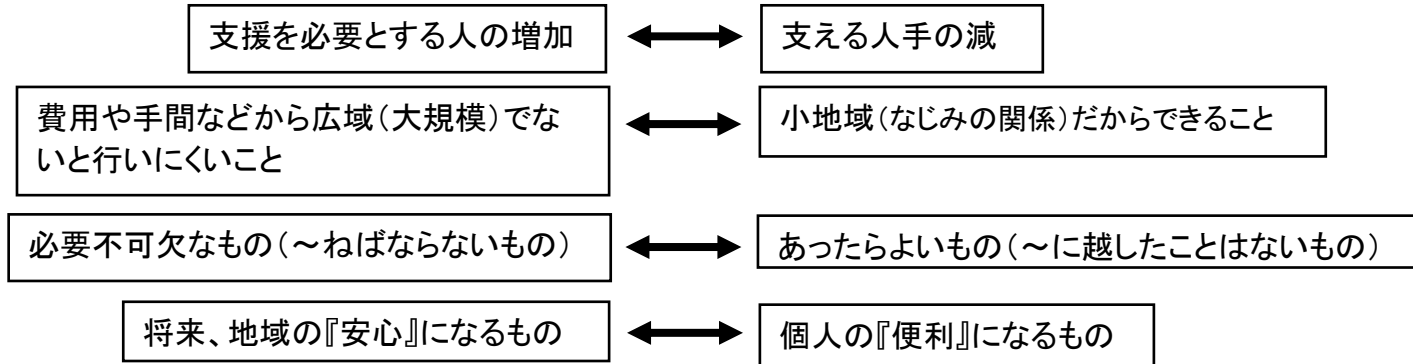 支援を必要とする人の増加
支える人手の減
費用や手間などから広域(大規模)でな
いと行いにくいこと
小地域(なじみの関係)だからできること
必要不可欠なもの(~ねばならないもの)
あったらよいもの(~に越したことはないもの)
将来、地域の『安心』になるもの
個人の『便利』になるもの